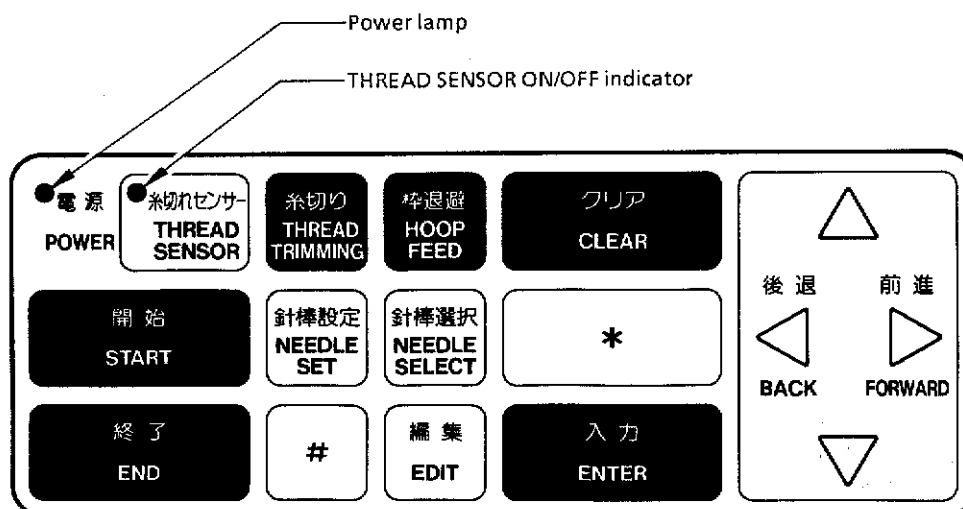 Power lamp
THREAD SENSOR ON/OFF indicator
電源
POWER
糸切れセンサー
THREAD
SENSOR
糸切り
THREAD
TRIMMING
枠退避
HOOP
FEED
クリア
CLEAR
開始
START
針棒設定
NEEDLE
SET
針棒選択
NEEDLE
SELECT
*
後退
前進
BACK
FORWARD
終了
END
#
編集
EDIT
入力
ENTER